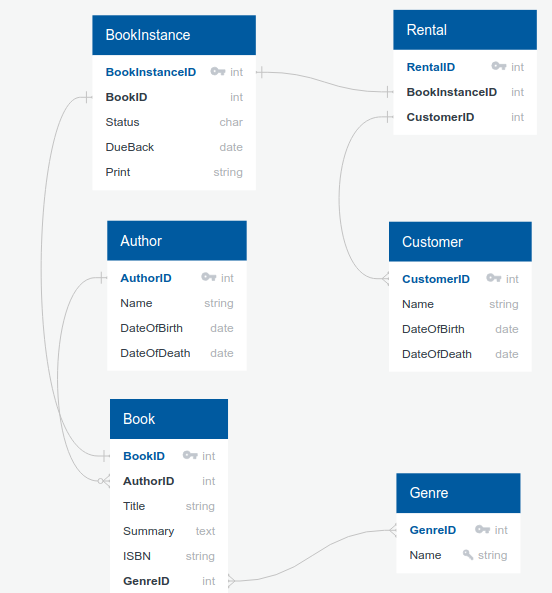 BookInstance
BookInstanceID int
BookID int
Status char
DueBack date
Print string
Rental
RentalID int
BookInstanceID int
CustomerID int
Author
AuthorID int
Name string
DateOfBirth date
DateOfDeath date
Customer
CustomerID int
Name string
DateOfBirth date
DateOfDeath date
Book
BookID int
AuthorID int
Title string
Summary text
ISBN string
GenreID int
Genre
GenreID int
Name string